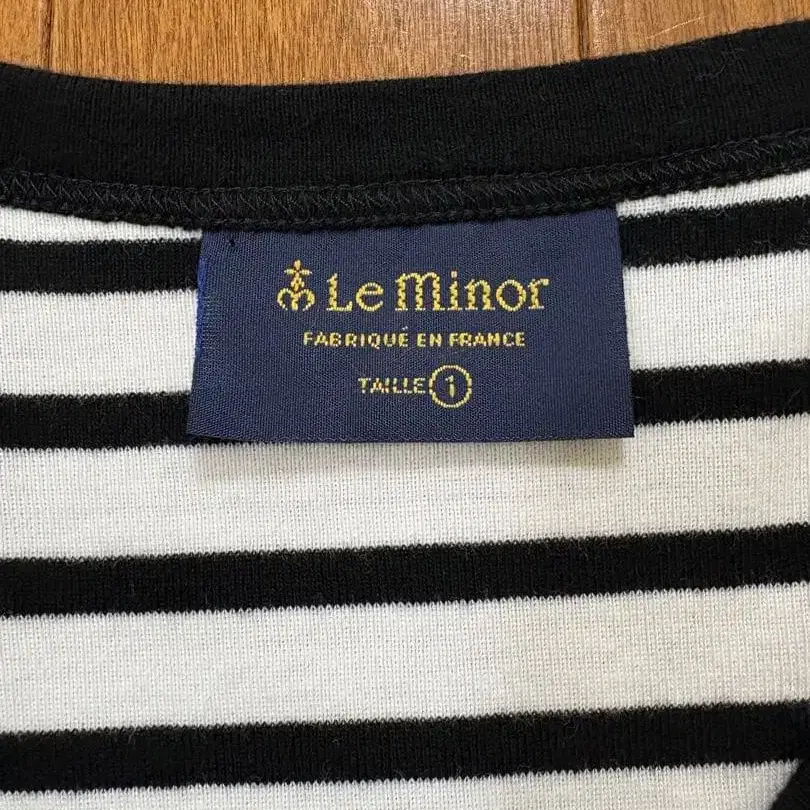 Le Minor
FABRIQUÉ EN FRANCE
TAILLE 1